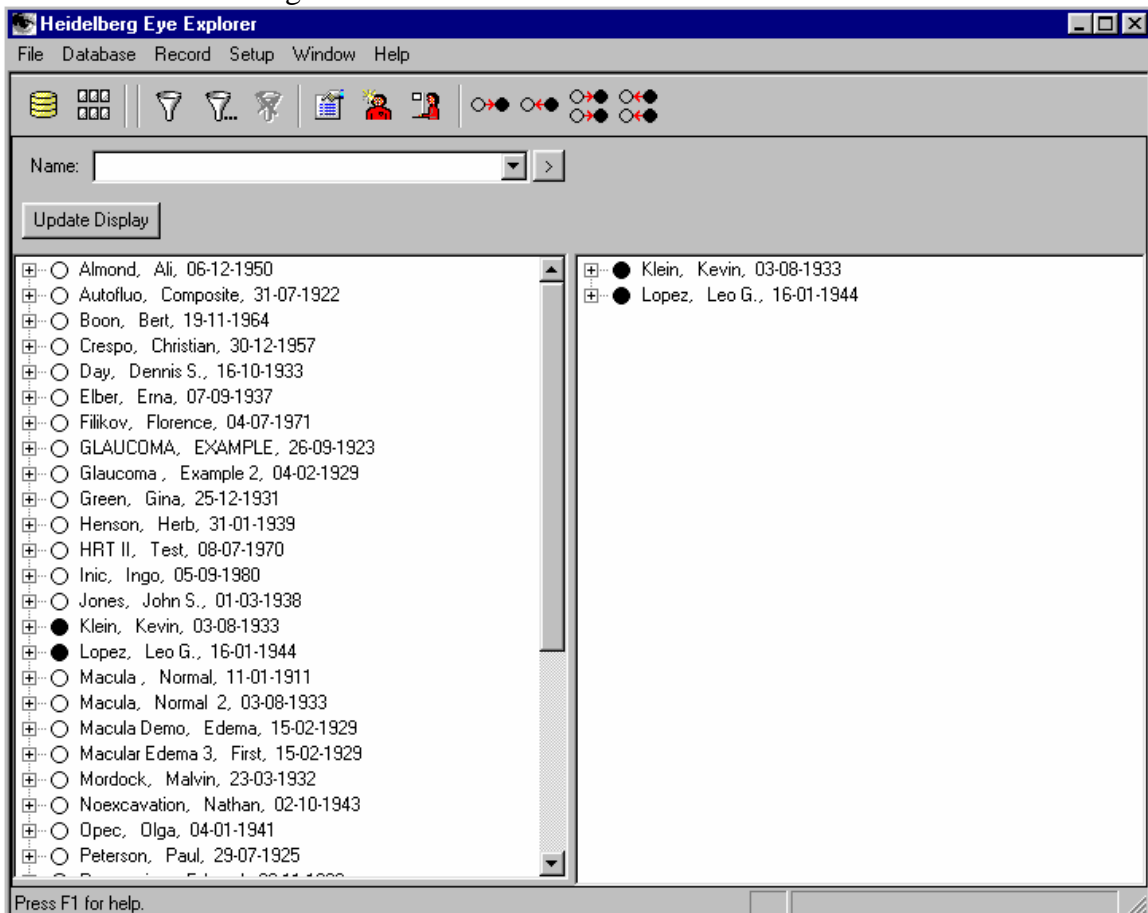 Heidelberg Eye Explorer
File Database Record Setup Window Help
Name:
>
Update Display
Almond, Ali, 06-12-1950
Autofluo, Composite, 31-07-1922
Boon, Bert, 19-11-1964
Crespo, Christian, 30-12-1957
Day, Dennis S., 16-10-1933
Elber, Erna, 07-09-1937
Filikov, Florence, 04-07-1971
GLAUCOMA, EXAMPLE, 26-09-1923
Glaucoma , Example 2, 04-02-1929
Green, Gina, 25-12-1931
Henson, Herb, 31-01-1939
HRT II, Test, 08-07-1970
Inic, Ingo, 05-09-1980
Jones, John S., 01-03-1938
Klein, Kevin, 03-08-1933
Lopez, Leo G., 16-01-1944
Macula , Normal, 11-01-1911
Macula, Normal 2, 03-08-1933
Macula Demo, Edema, 15-02-1929
Macular Edema 3, First, 15-02-1929
Mordock, Malvin, 23-03-1932
Noexcavation, Nathan, 02-10-1943
Opec, Olga, 04-01-1941
Peterson, Paul, 29-07-1925
Klein, Kevin, 03-08-1933
Lopez, Leo G., 16-01-1944
Press F1 for help.